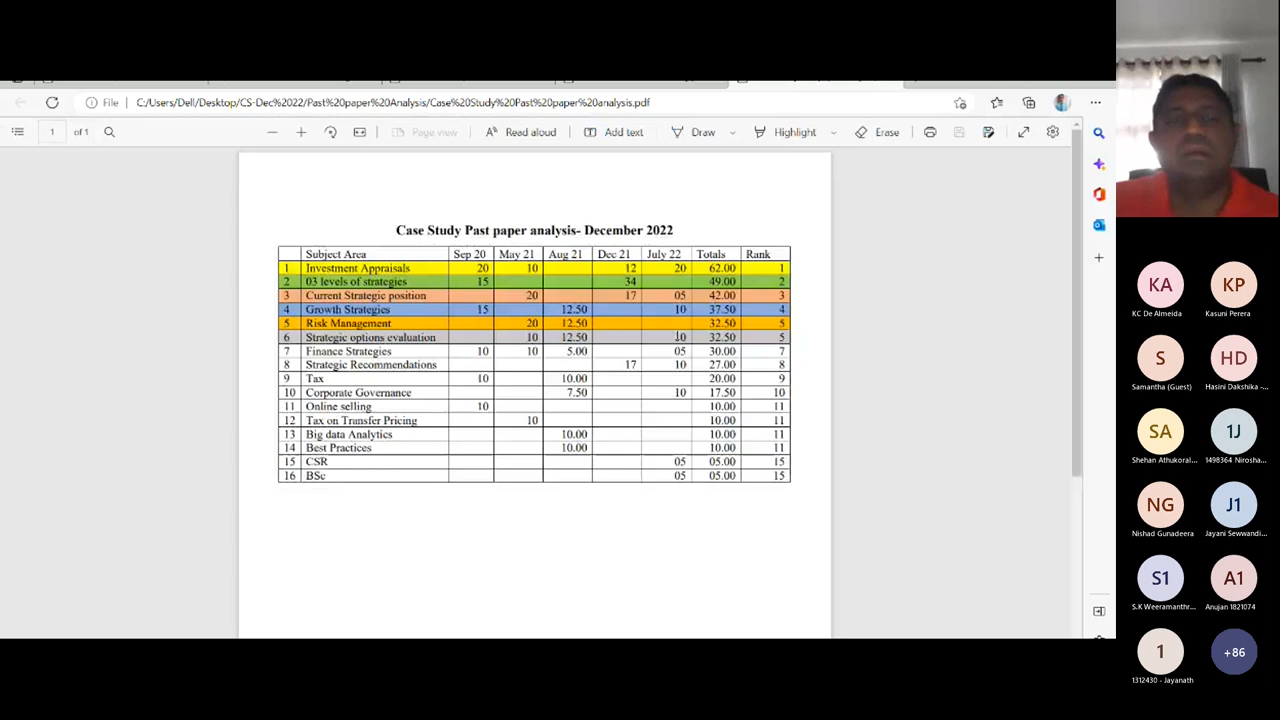 File C:/Users/Dell/Desktop/CS-Dec%2022/Past%20paper%20Analysis/Case%20Study%20Past%20paper%20analysis.pdf
1 of 1 Page view Read aloud Add text Draw Highlight Erase
Case Study Past paper analysis- December 2022
Subject Area Sep 20 May 21 Aug 21 Dec 21 July 22 Totals Rank
1 Investment Appraisals 20 10 12 20 62.00 1
2 03 levels of strategies 15 34 49.00 2
3 Current Strategic position 20 17 05 42.00 3
4 Growth Strategies 15 12.50 10 37.50 4
5 Risk Management 20 12.50 32.50 5
6 Strategic options evaluation 10 12.50 10 32.50 5
7 Finance Strategies 10 10 5.00 05 30.00 7
8 Strategic Recommendations 17 10 27.00 8
9 Tax 10 10.00 20.00 9
10 Corporate Governance 7.50 10 17.50 10
11 Online selling 10 10.00 11
12 Tax on Transfer Pricing 10 10.00 11
13 Big data Analytics 10.00 10.00 11
14 Best Practices 10.00 10.00 11
15 CSR 05 05.00 15
16 BSc 05 05.00 15
KA KP
KC De Almeida Kasuni Perera
S HD
Samantha (Guest) Hasini Dakshika -...
SA 1J
Shehan Athukoral... 1498364 Nirosha...
NG J1
Nishad Gunadeera Jayani Sewwandi...
S1 A1
S.K Weeramanthr... Anujan 1821074
1 +86
1312430 - Jayanath